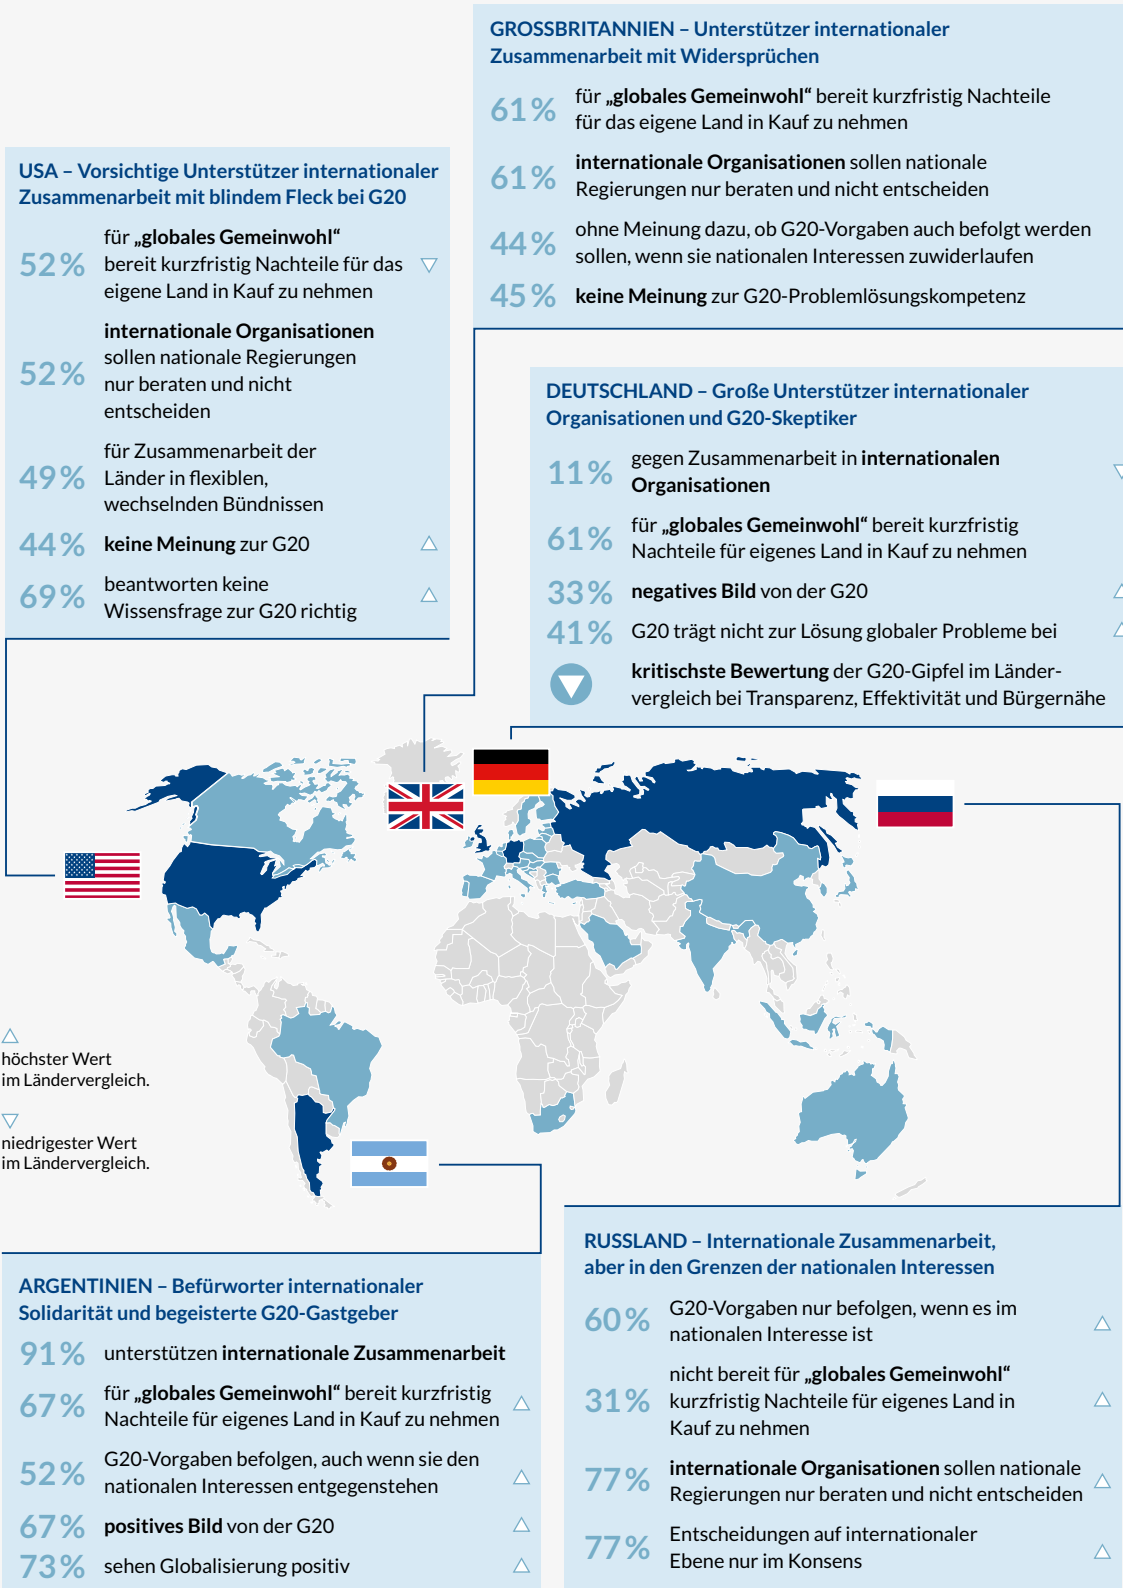 GROSSBRITANNIEN – Unterstützer internationaler
Zusammenarbeit mit Widersprüchen
61% für „globales Gemeinwohl“ bereit kurzfristig Nachteile
für das eigene Land in Kauf zu nehmen
61% internationale Organisationen sollen nationale
Regierungen nur beraten und nicht entscheiden
44% ohne Meinung dazu, ob G20-Vorgaben auch befolgt werden
sollen, wenn sie nationalen Interessen zuwiderlaufen
45% keine Meinung zur G20-Problemlösungskompetenz
USA – Vorsichtige Unterstützer internationaler
Zusammenarbeit mit blindem Fleck bei G20
für „globales Gemeinwohl“
52% bereit kurzfristig Nachteile für das
eigene Land in Kauf zu nehmen
internationale Organisationen
sollen nationale Regierungen
52% nur beraten und nicht
entscheiden
für Zusammenarbeit der
49% Länder in flexiblen,
wechselnden Bündnissen
44% keine Meinung zur G20
69% beantworten keine
Wissensfrage zur G20 richtig
DEUTSCHLAND – Große Unterstützer internationaler
Organisationen und G20-Skeptiker
11% gegen Zusammenarbeit in internationalen
Organisationen
61% für „globales Gemeinwohl“ bereit kurzfristig
Nachteile für eigenes Land in Kauf zu nehmen
33% negatives Bild von der G20
41% G20 trägt nicht zur Lösung globaler Probleme bei
kritischste Bewertung der G20-Gipfel im Länder-
vergleich bei Transparenz, Effektivität und Bürgernähe
höchster Wert
im Ländervergleich.
niedrigester Wert
im Ländervergleich.
ARGENTINIEN – Befürworter internationaler
Solidarität und begeisterte G20-Gastgeber
91% unterstützen internationale Zusammenarbeit
67% für „globales Gemeinwohl“ bereit kurzfristig
Nachteile für eigenes Land in Kauf zu nehmen
52% G20-Vorgaben befolgen, auch wenn sie den
nationalen Interessen entgegenstehen
67% positives Bild von der G20
73% sehen Globalisierung positiv
RUSSLAND – Internationale Zusammenarbeit,
aber in den Grenzen der nationalen Interessen
60% G20-Vorgaben nur befolgen, wenn es im
nationalen Interesse ist
nicht bereit für „globales Gemeinwohl“
31% kurzfristig Nachteile für eigenes Land in
Kauf zu nehmen
77% internationale Organisationen sollen nationale
Regierungen nur beraten und nicht entscheiden
77% Entscheidungen auf internationaler
Ebene nur im Konsens